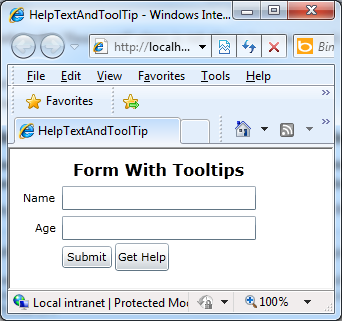 HelpTextAndToolTip - Windows Inte...
http://localh...
Bin
File Edit View Favorites Tools Help
Favorites
HelpTextAndToolTip
Form With Tooltips
Name
Age
Submit Get Help
Local intranet | Protected Mo
100%